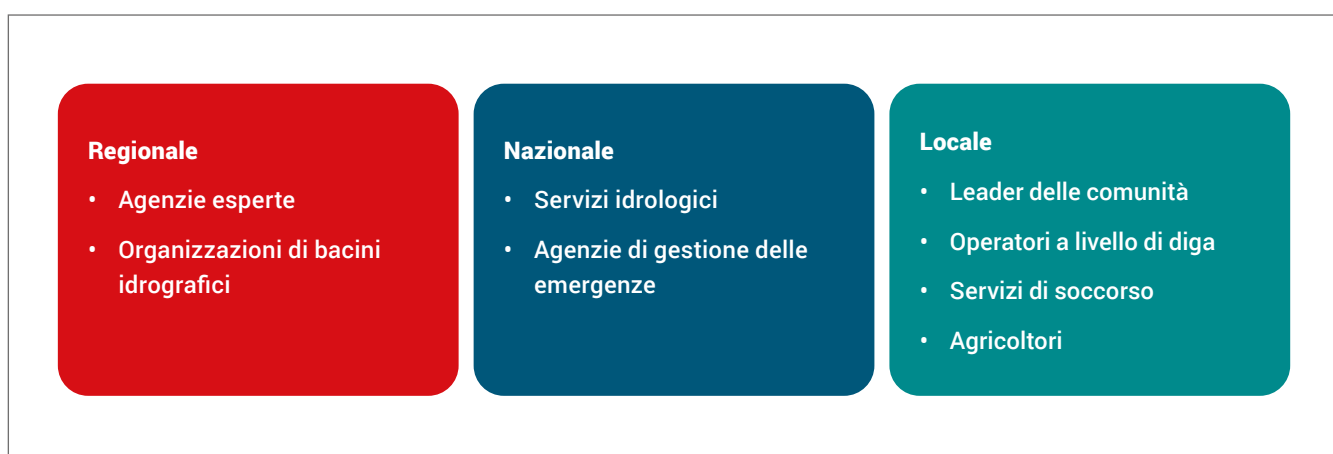 Regionale
• Agenzie esperte
• Organizzazioni di bacini
idrografici
Nazionale
• Servizi idrologici
• Agenzie di gestione delle
emergenze
Locale
• Leader delle comunità
• Operatori a livello di diga
• Servizi di soccorso
• Agricoltori